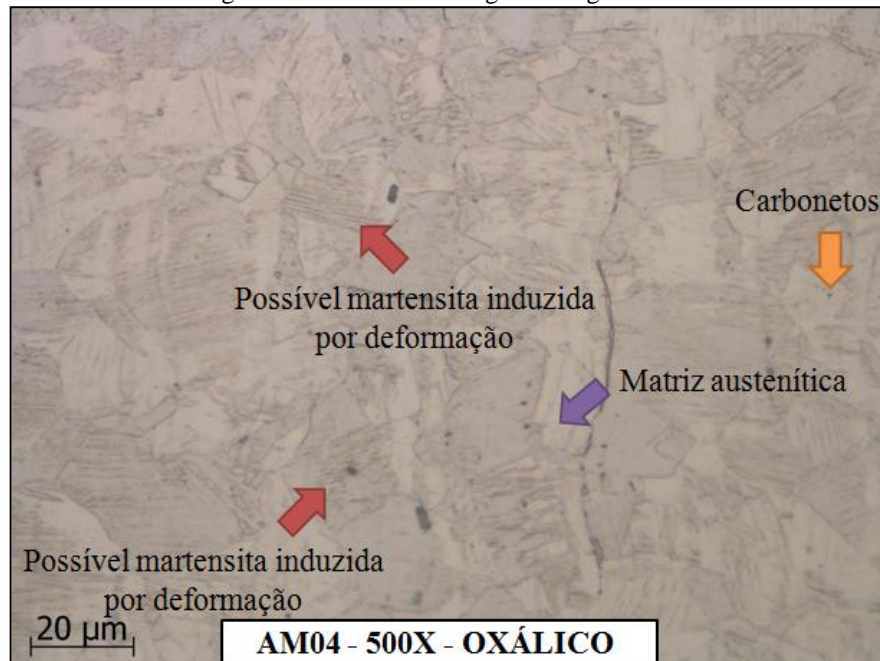 Carbonetos
Possível martensita induzida
por deformação
Matriz austenítica
Possível martensita induzida
por deformação
20 µm
AM04 - 500X - OXÁLICO